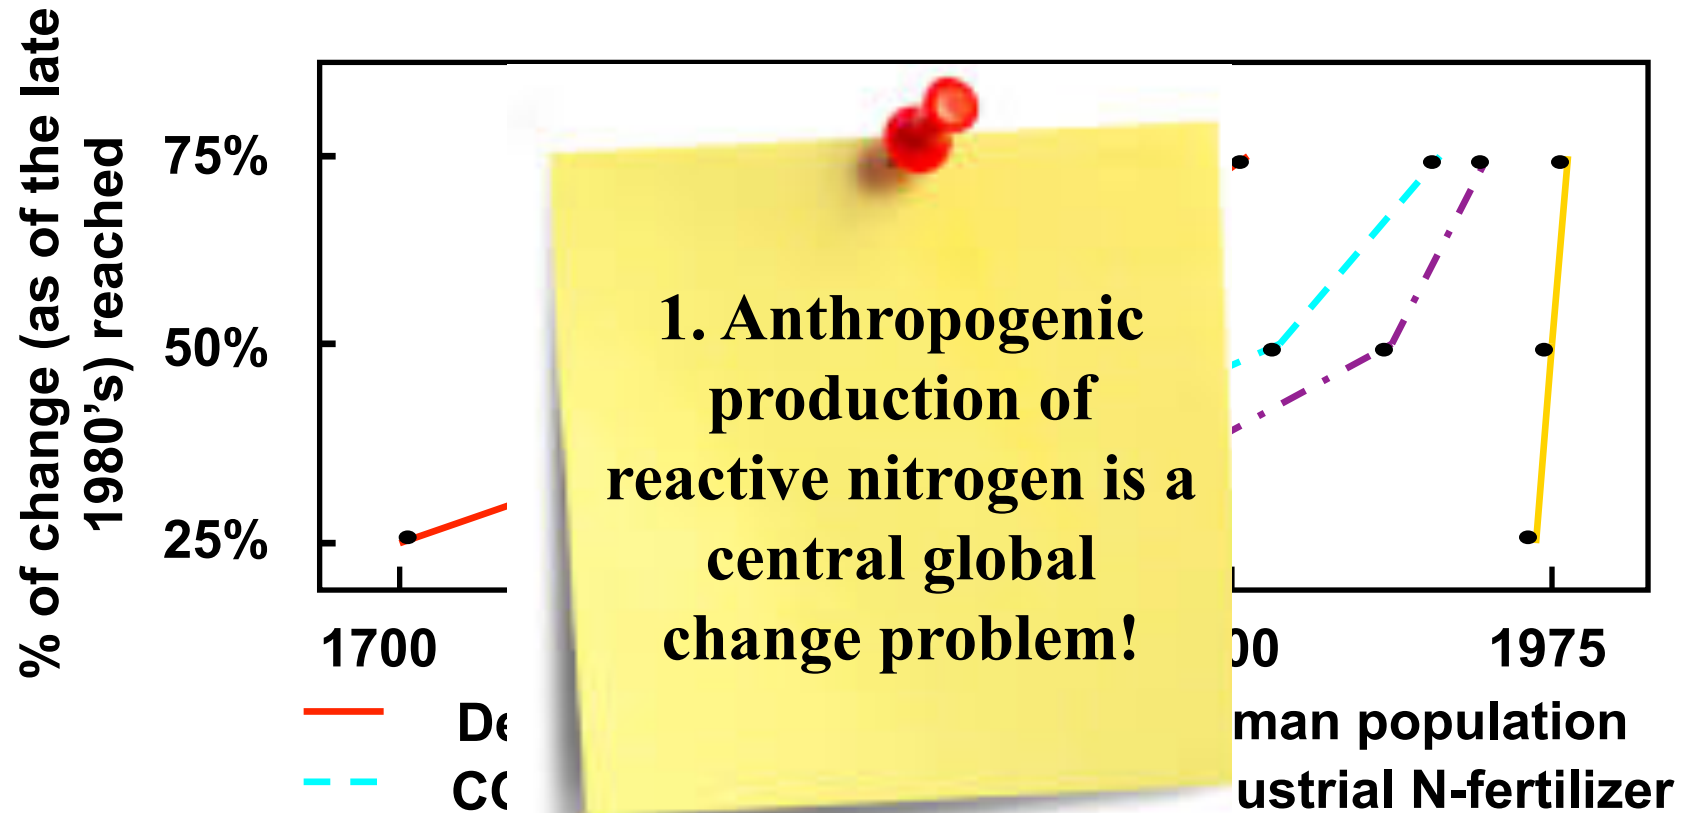 % of change (as of the late
1980's) reached
75%
50%
25%
1. Anthropogenic
production of
reactive nitrogen is a
central global
change problem!
1700
00
1975
De
man population
CO
ustrial N-fertilizer